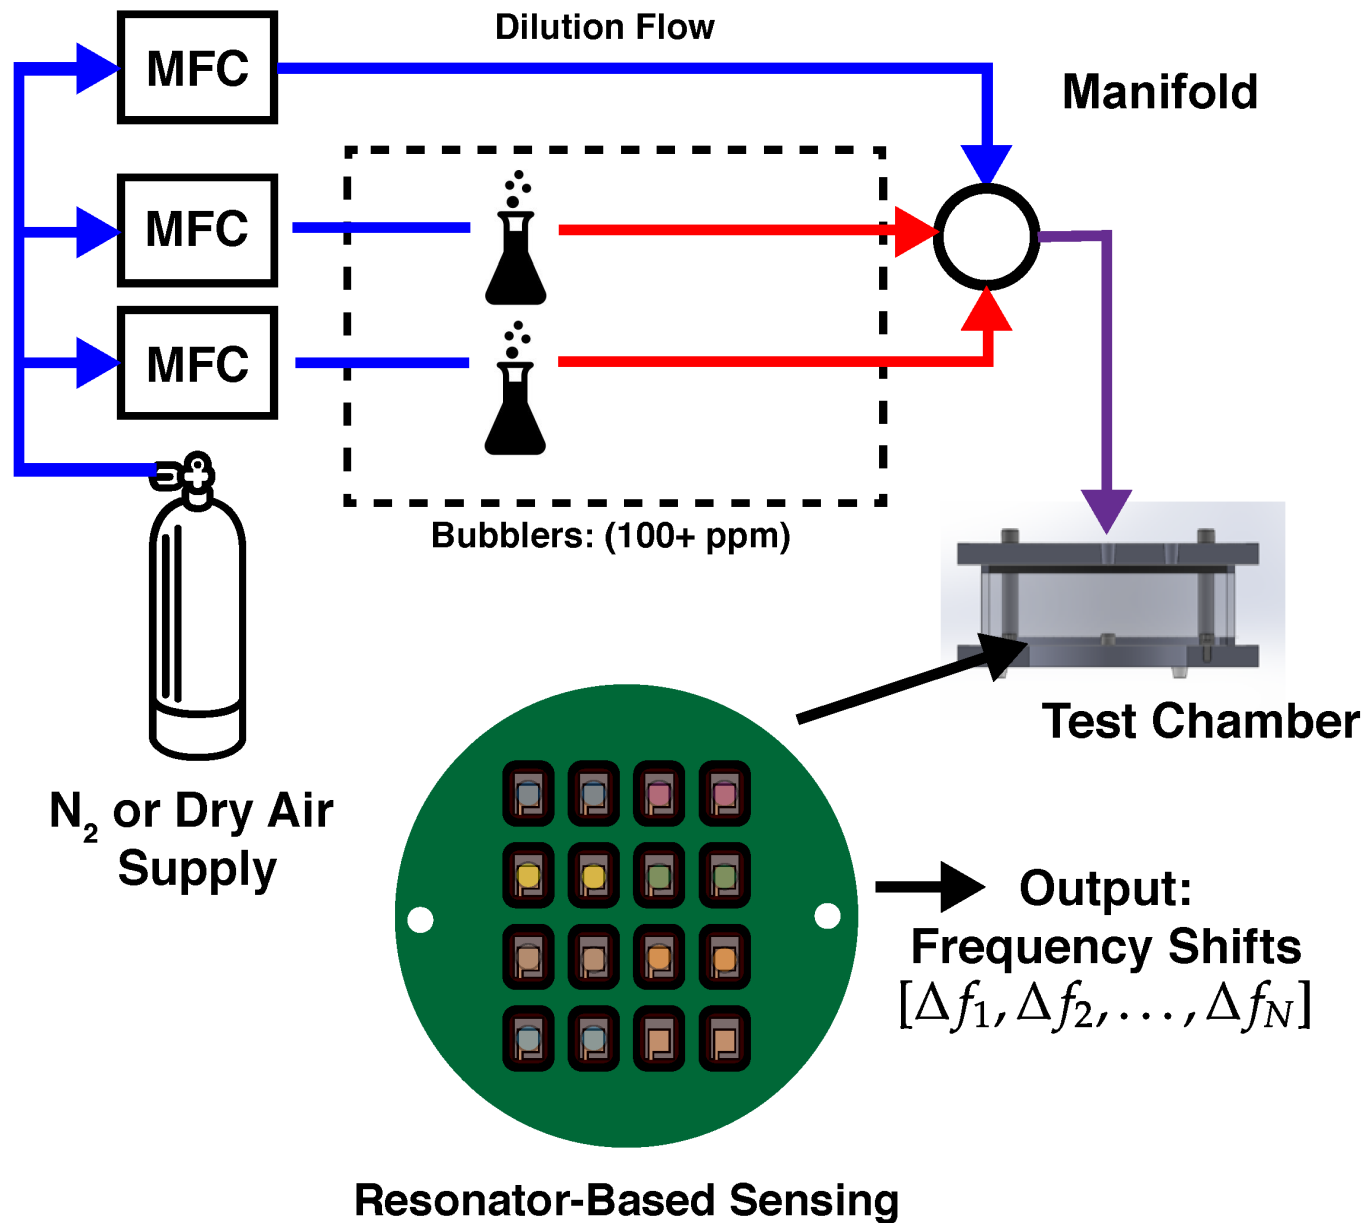 Dilution Flow
MFC
Manifold
MFC
MFC
Bubblers: (100+ ppm)
Test Chamber
N₂ or Dry Air
Supply
Output:
Frequency Shifts
[Δf₁, Δf₂, . . . , Δf_N]
Resonator-Based Sensing